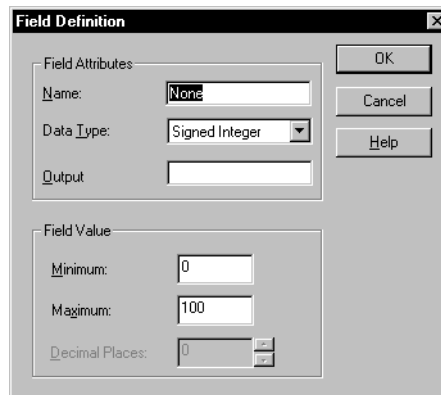 Field Definition
Field Attributes
Name: None
Data Type: Signed Integer
Output
Field Value
Minimum: 0
Maximum: 100
Decimal Places: 0
OK
Cancel
Help